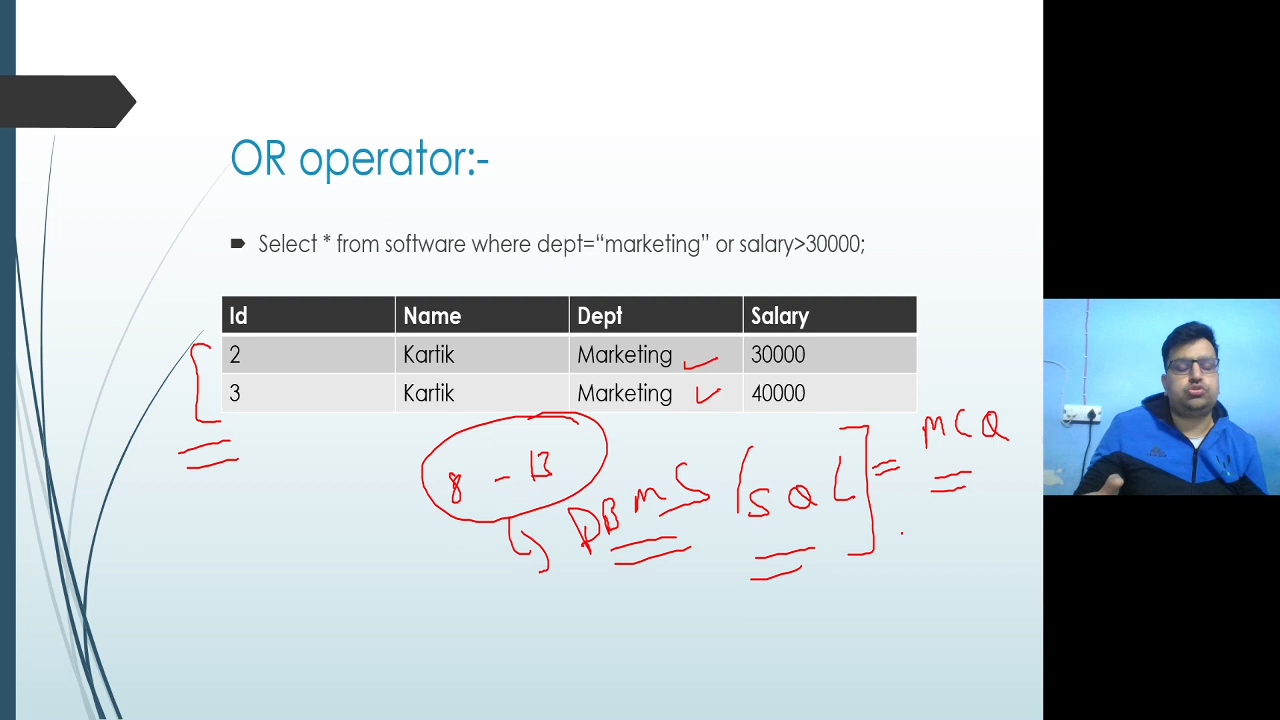 OR operator:-
Select * from software where dept=“marketing” or salary>30000;
Id Name Dept Salary
2 Kartik Marketing 30000
3 Kartik Marketing 40000
8 - 13
DBMS SQL
MCQ